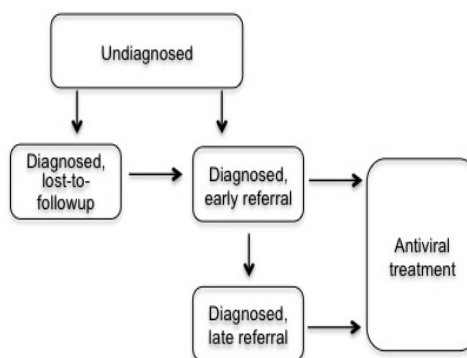 Undiagnosed
Diagnosed,
lost-to-
followup
Diagnosed,
early referral
Antiviral
treatment
Diagnosed,
late referral